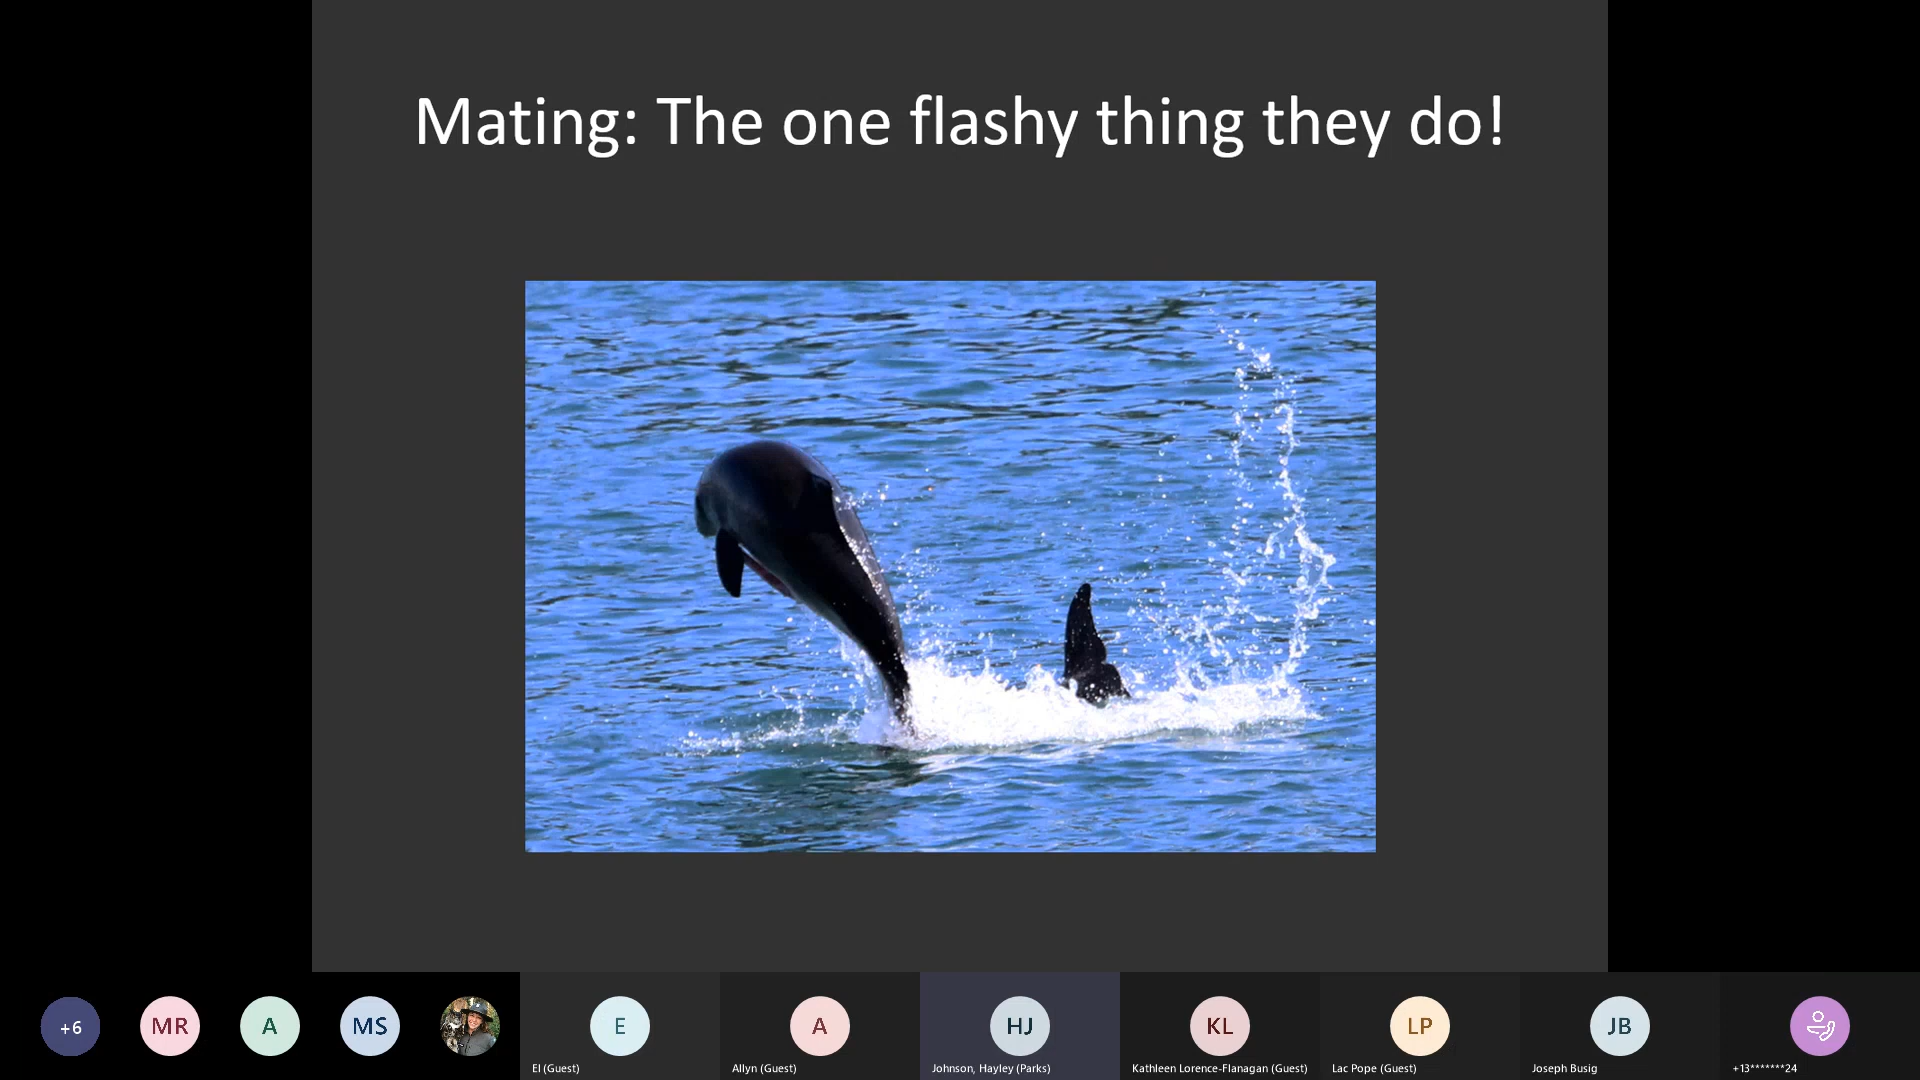 Mating: The one flashy thing they do!
+6
MR
A
MS
E
A
HJ
KL
LP
JB
El (Guest)
Allyn (Guest)
Johnson, Hayley (Parks)
Kathleen Lorence-Flanagan (Guest)
Lac Pope (Guest)
Joseph Busig
+13*******24